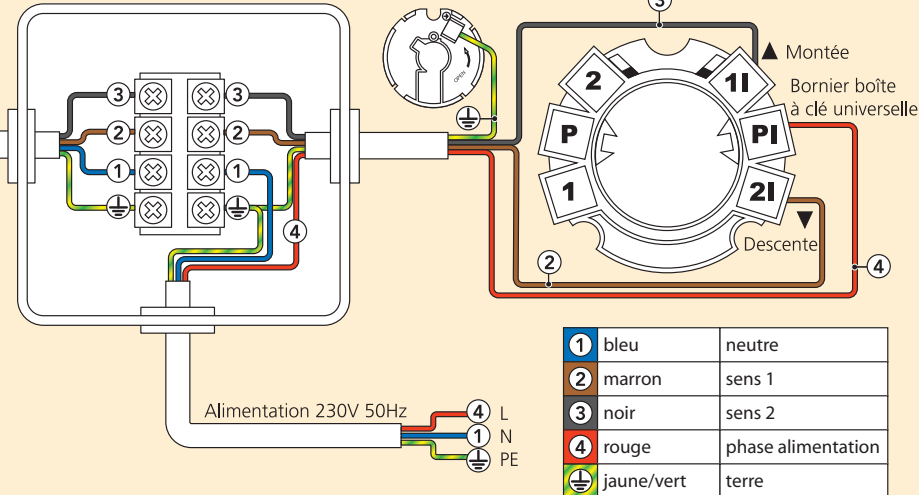 3
2 1I ▲ Montée
OPEN
Bornier boîte
à clé universelle
P PI
1 2I
▼
Descente
3 3
2 2
1 1
4
2
4
Alimentation 230V 50Hz
4 L
1 N
PE
1 bleu neutre
2 marron sens 1
3 noir sens 2
4 rouge phase alimentation
jaune/vert terre